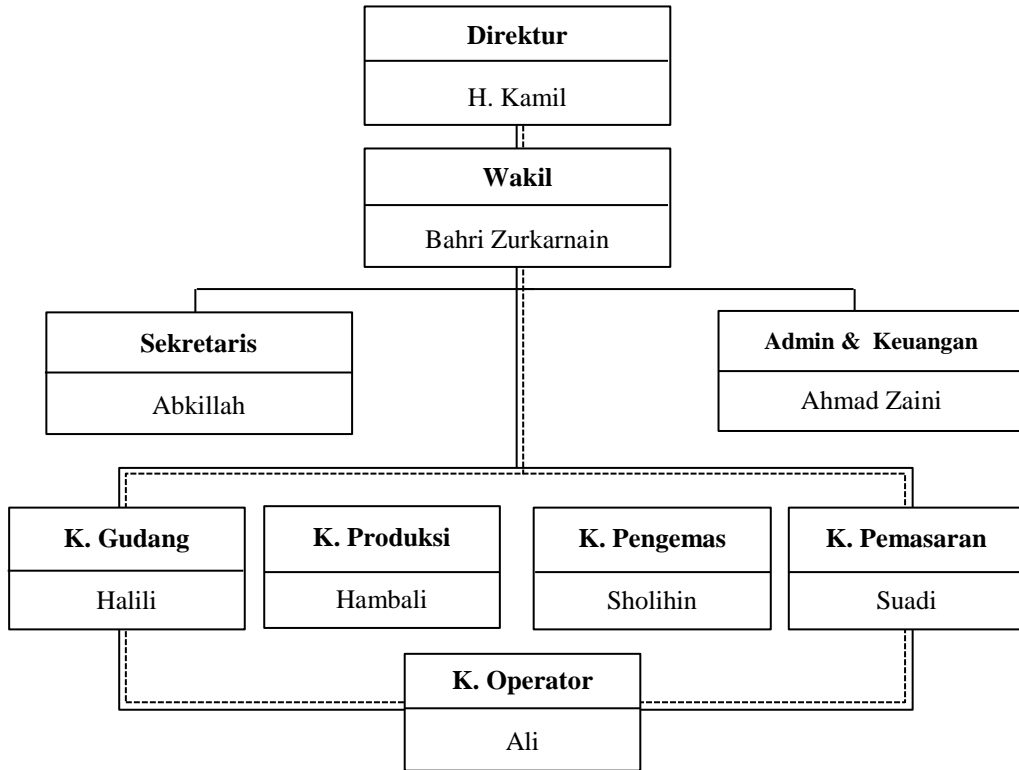 Direktur
H. Kamil
Wakil
Bahri Zurkarnain
Sekretaris
Abkillah
Admin & Keuangan
Ahmad Zaini
K. Gudang
Halili
K. Produksi
Hambali
K. Pengemas
Sholihin
K. Pemasaran
Suadi
K. Operator
Ali